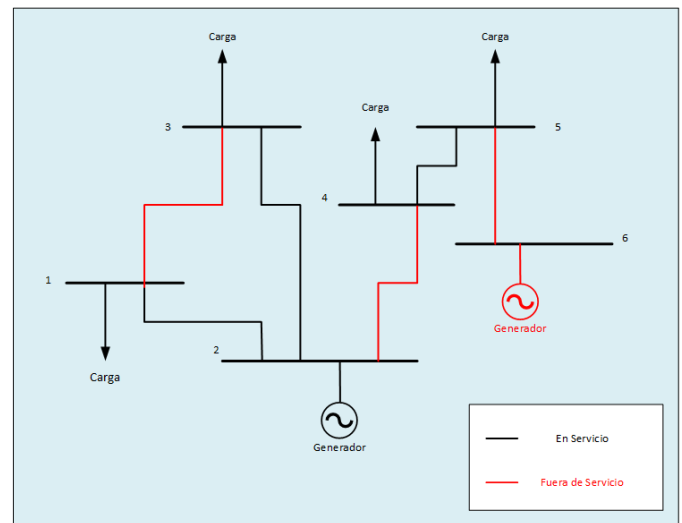 Carga
Carga
3
5
Carga
4
6
1
Generador
2
Carga
Generador
En Servicio
Fuera de Servicio